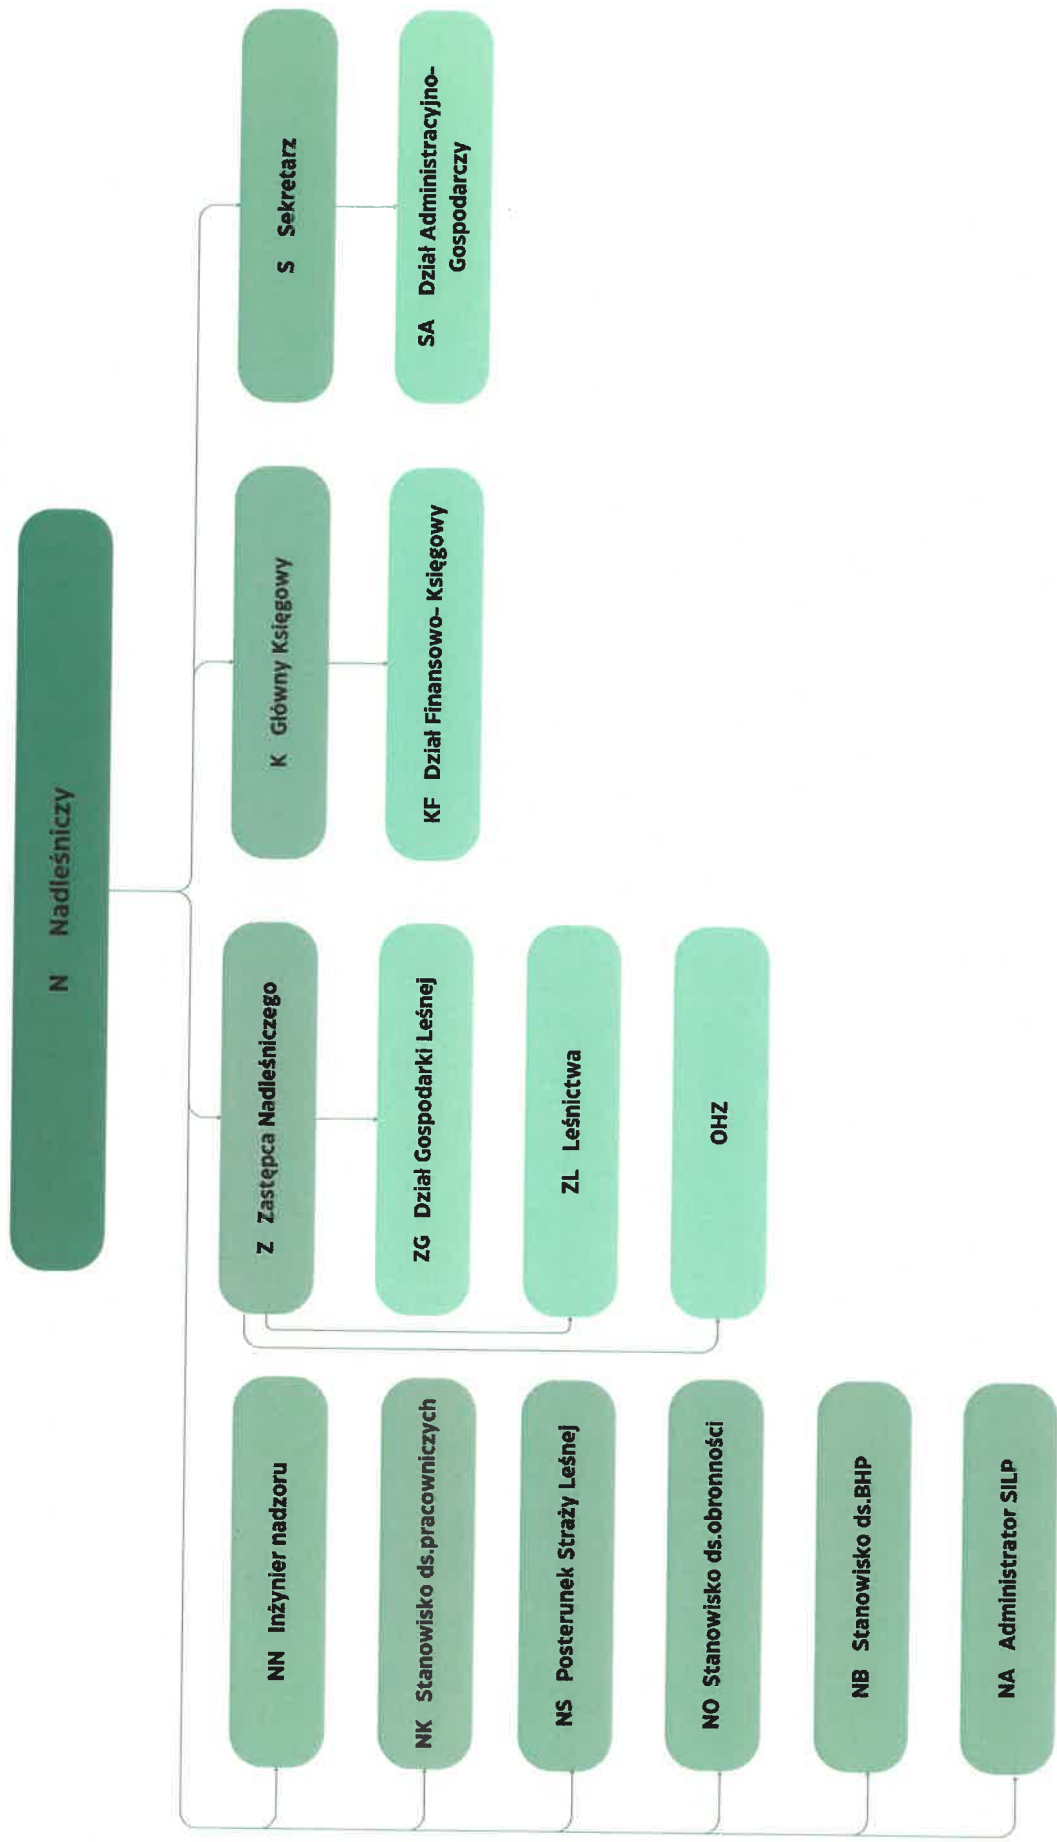 N Nadleśniczy
NN Inżynier nadzoru
NK Stanowisko ds.pracowniczych
NS Posterunek Straży Leśnej
NO Stanowisko ds.obronności
NB Stanowisko ds.BHP
NA Administrator SILP
Z Zastępca Nadleśniczego
ZG Dział Gospodarki Leśnej
ZL Leśnictwa
OHZ
K Główny Księgowy
KF Dział Finansowo- Księgowy
S Sekretarz
SA Dział Administracyjno-
Gospodarczy